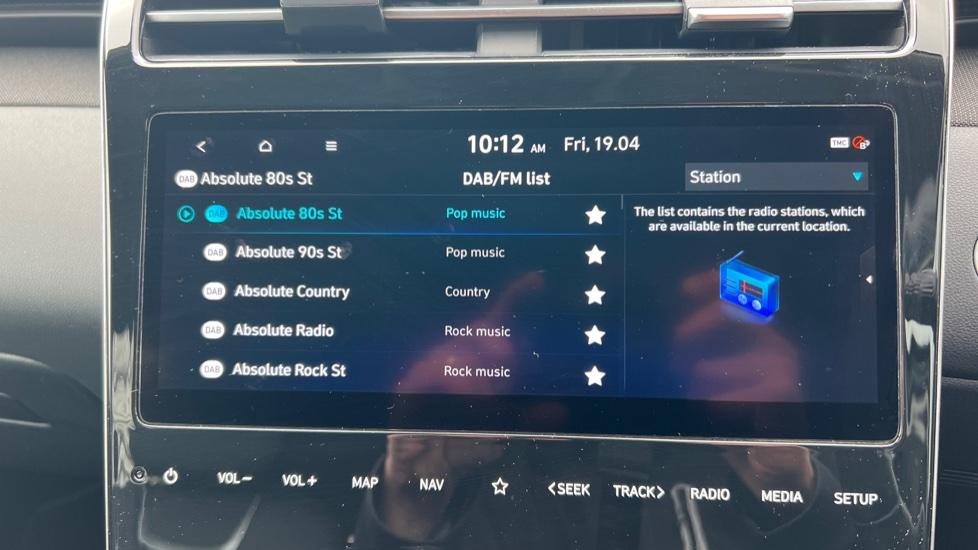 10:12 AM Fri, 19.04 TMC
DAB Absolute 80s St DAB/FM list Station
DAB Absolute 80s St Pop music
The list contains the radio stations, which
are available in the current location.
DAB Absolute 90s St Pop music
DAB Absolute Country Country
DAB Absolute Radio Rock music
DAB Absolute Rock St Rock music
VOL− VOL+ MAP NAV <SEEK TRACK> RADIO MEDIA SETUP